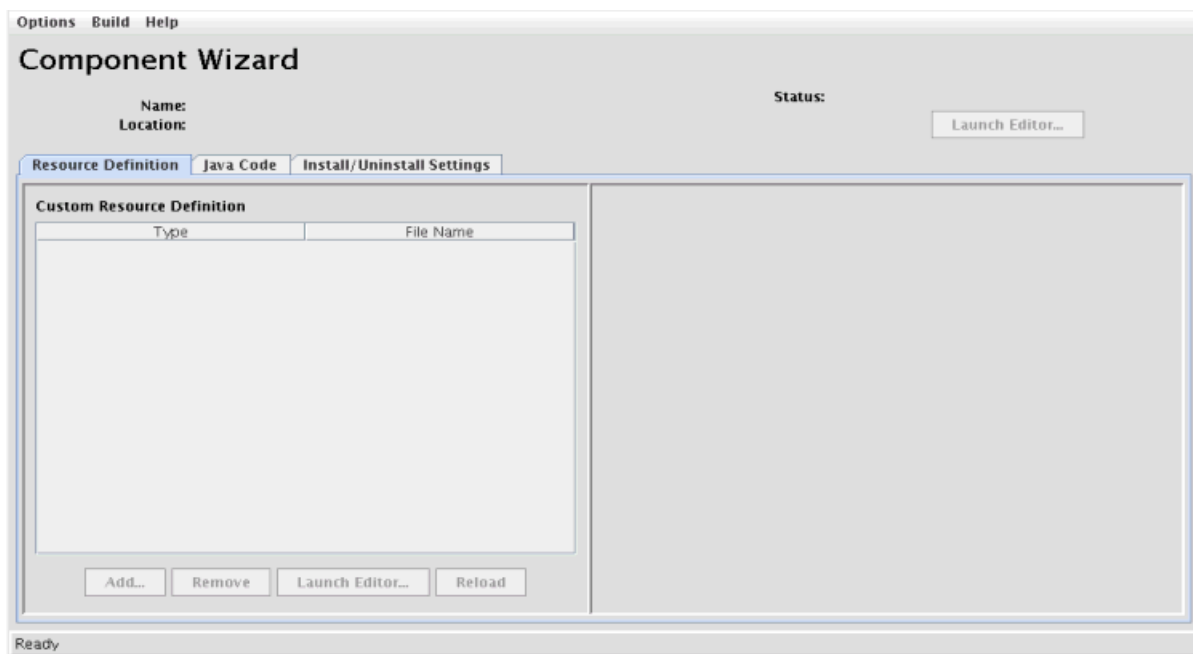 Options Build Help
Component Wizard
Name:
Status:
Location:
Launch Editor...
Resource Definition Java Code Install/Uninstall Settings
Custom Resource Definition
Type File Name
Add... Remove Launch Editor... Reload
Ready